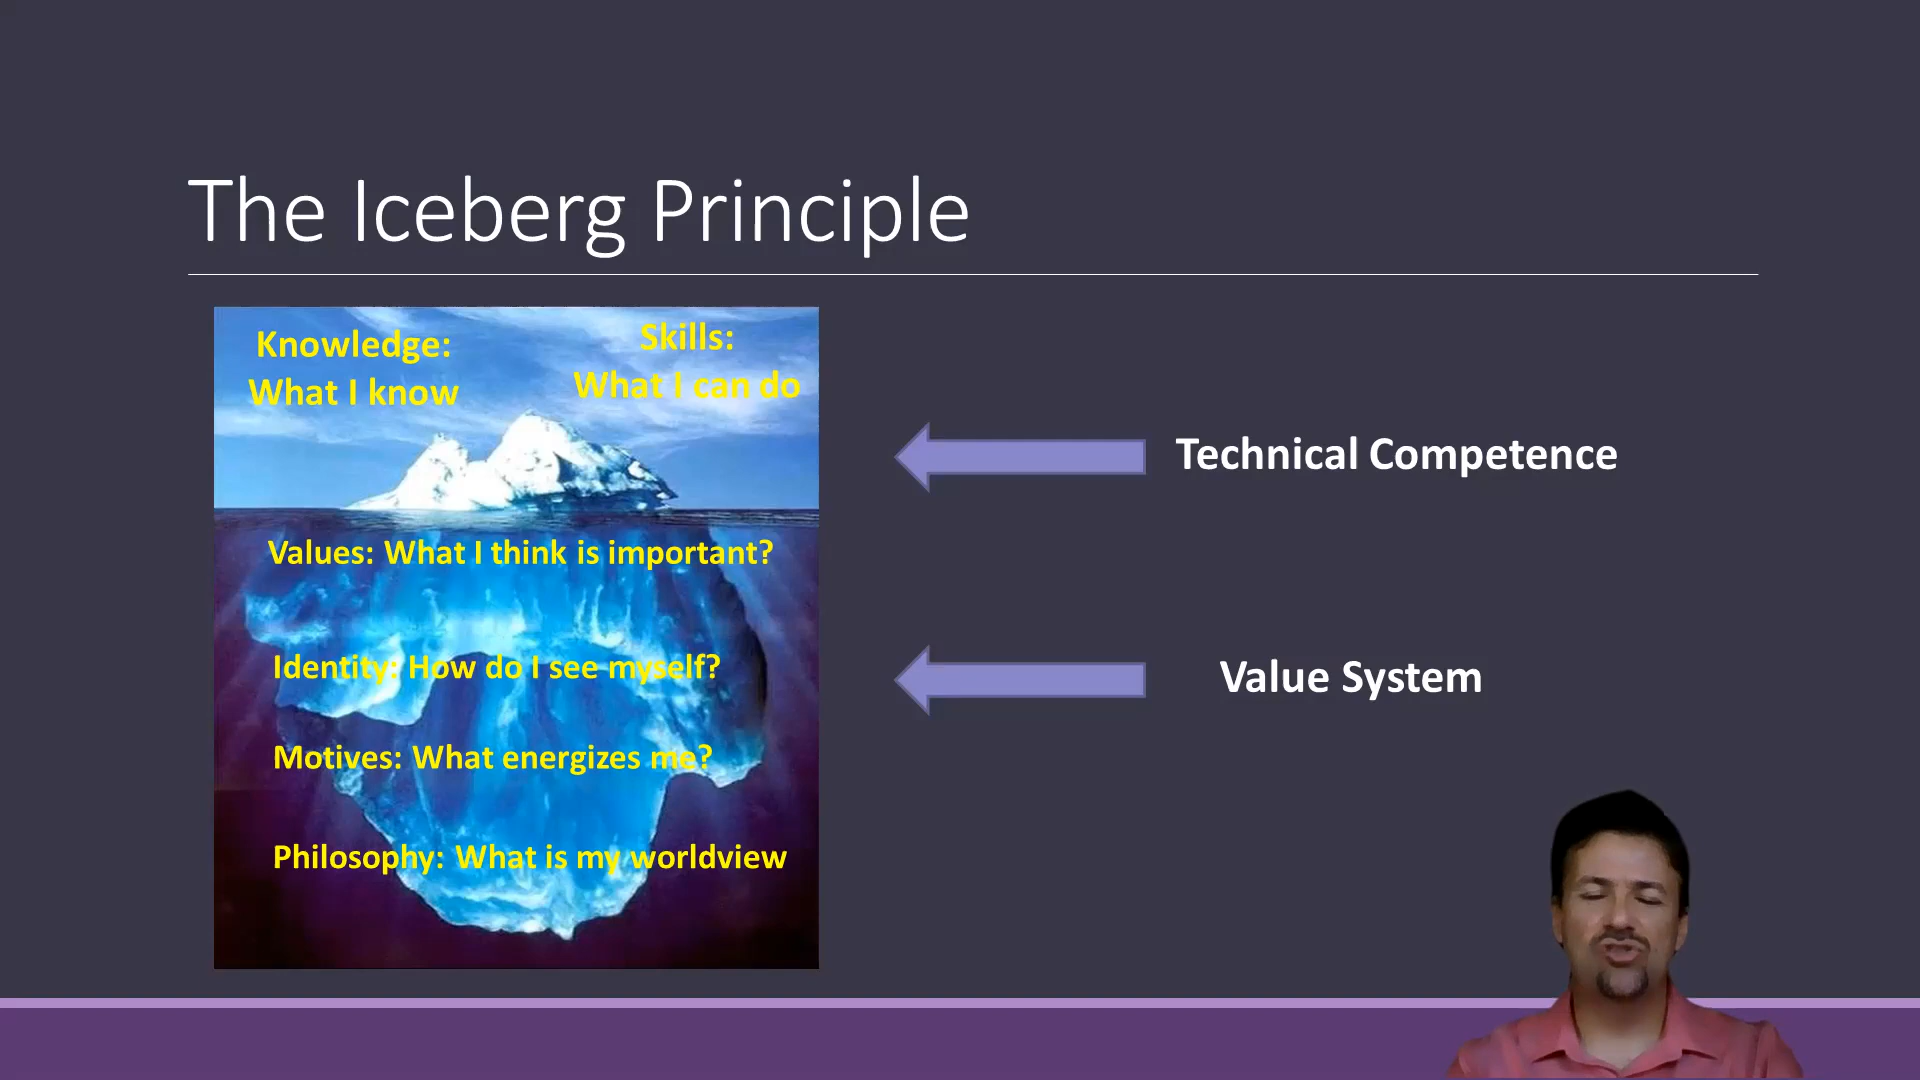 The Iceberg Principle
Knowledge:
What I know
Skills:
What I can do
Technical Competence
Values: What I think is important?
Identity: How do I see myself?
Value System
Motives: What energizes me?
Philosophy: What is my worldview